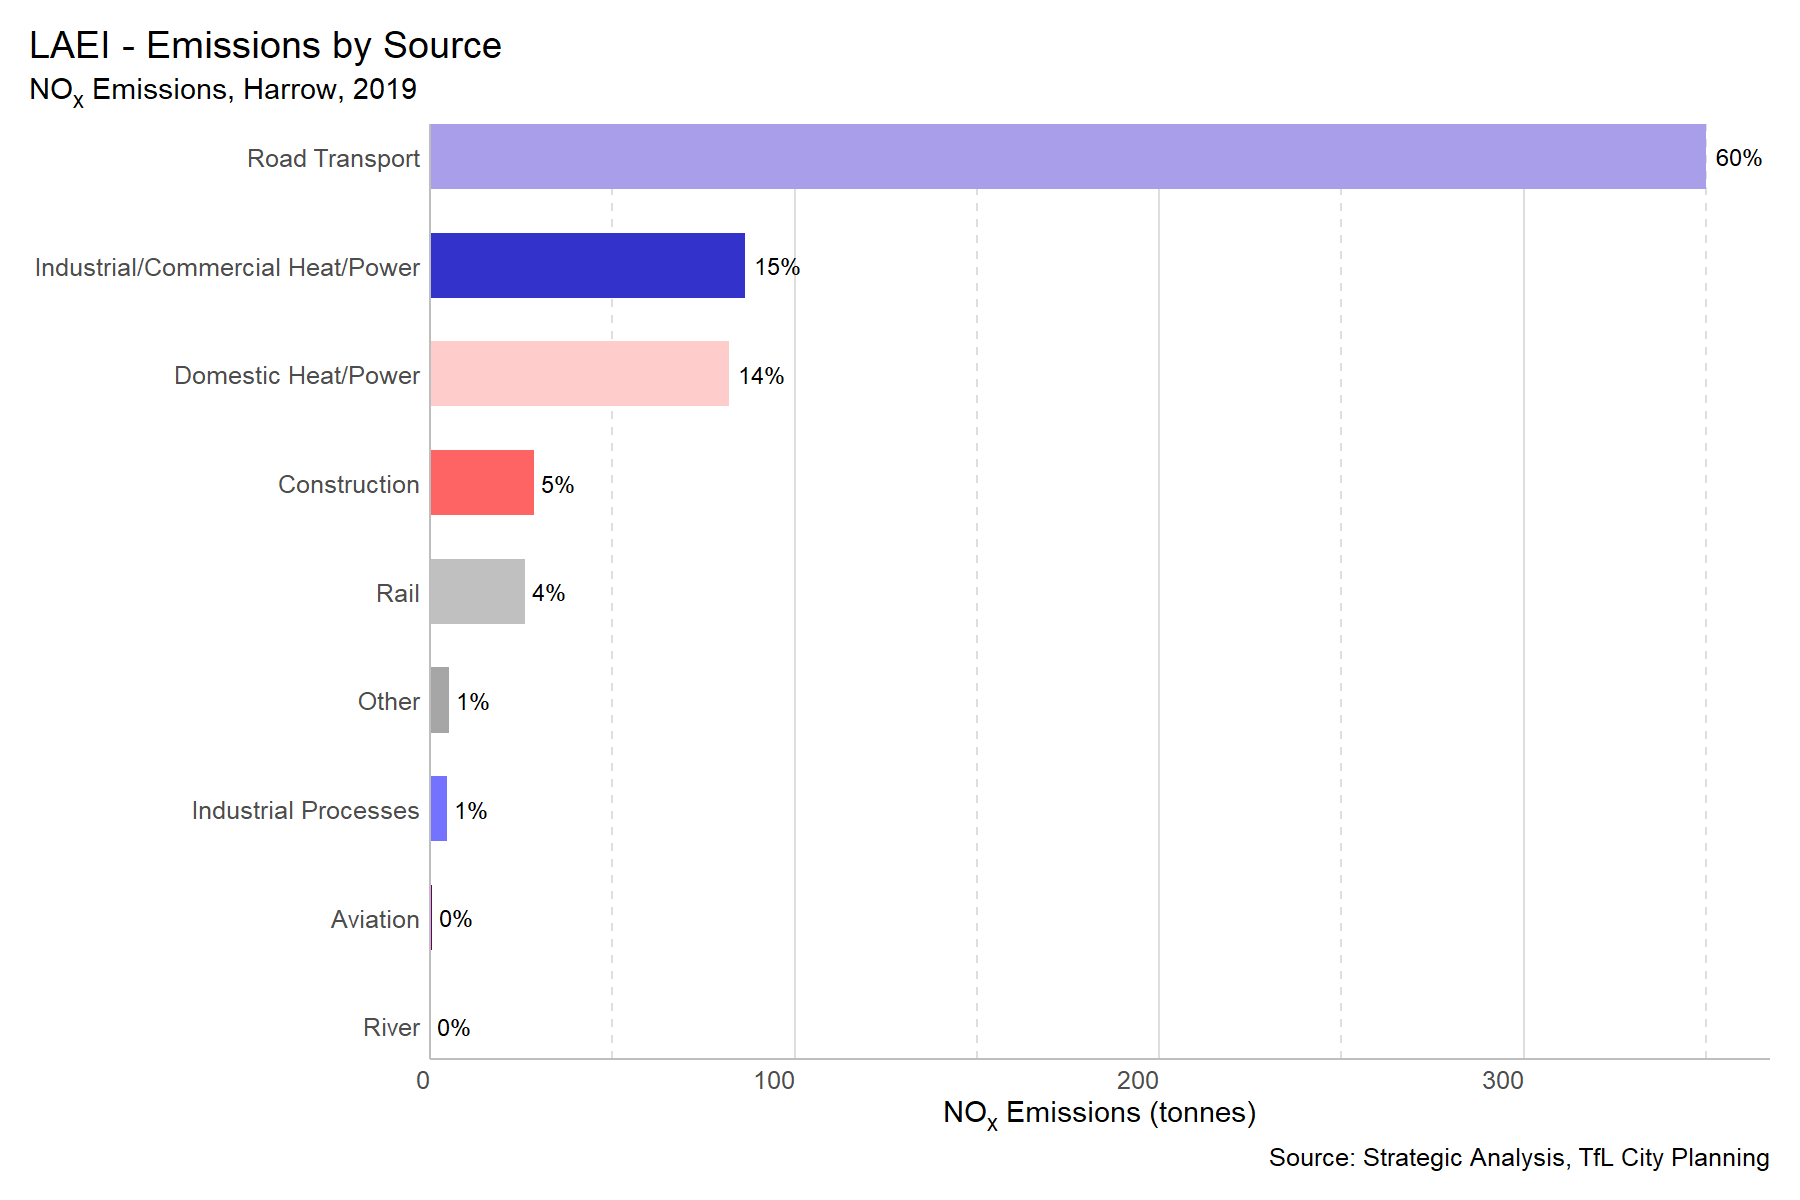 LAEI - Emissions by Source
NOx Emissions, Harrow, 2019
Road Transport 60%
Industrial/Commercial Heat/Power 15%
Domestic Heat/Power 14%
Construction 5%
Rail 4%
Other 1%
Industrial Processes 1%
Aviation 0%
River 0%
0 100 200 300
NOx Emissions (tonnes)
Source: Strategic Analysis, TfL City Planning